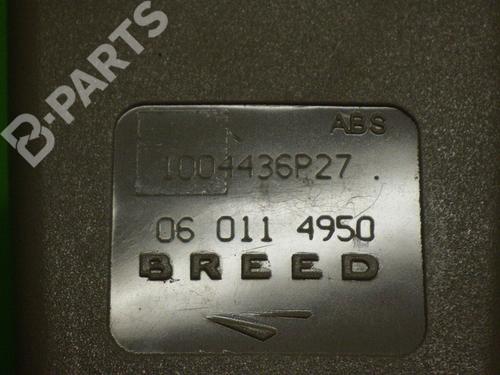 B-PARTS
ABS
1004436P27 .
06 011 4950
BREED